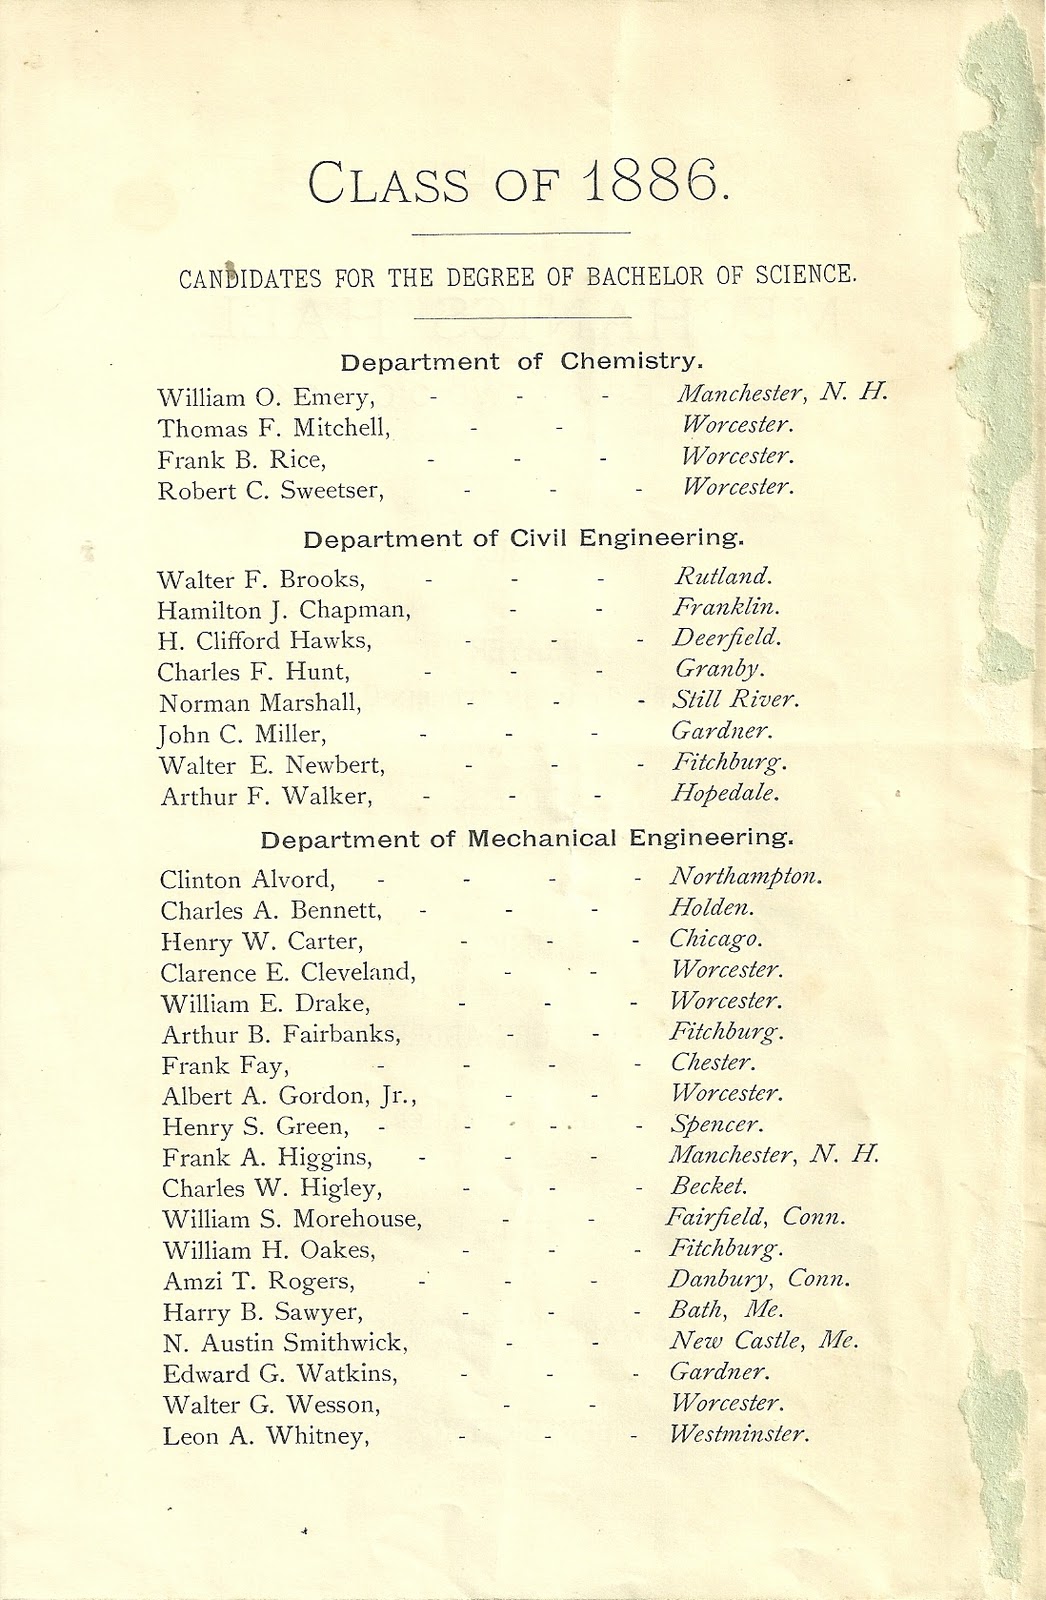 CLASS OF 1886.
CANDIDATES FOR THE DEGREE OF BACHELOR OF SCIENCE.
Department of Chemistry.
William O. Emery, - - - Manchester, N. H.
Thomas F. Mitchell, - - Worcester.
Frank B. Rice, - - - Worcester.
Robert C. Sweetser, - - - Worcester.
Department of Civil Engineering.
Walter F. Brooks, - - - Rutland.
Hamilton J. Chapman, - - Franklin.
H. Clifford Hawks, - - - Deerfield.
Charles F. Hunt, - - - Granby.
Norman Marshall, - - - Still River.
John C. Miller, - - - Gardner.
Walter E. Newbert, - - - Fitchburg.
Arthur F. Walker, - - - Hopedale.
Department of Mechanical Engineering.
Clinton Alvord, - - - - Northampton.
Charles A. Bennett, - - - Holden.
Henry W. Carter, - - - Chicago.
Clarence E. Cleveland, - - Worcester.
William E. Drake, - - - Worcester.
Arthur B. Fairbanks, - - Fitchburg.
Frank Fay, - - - - Chester.
Albert A. Gordon, Jr., - - Worcester.
Henry S. Green, - - - - Spencer.
Frank A. Higgins, - - - Manchester, N. H.
Charles W. Higley, - - - Becket.
William S. Morehouse, - - Fairfield, Conn.
William H. Oakes, - - - Fitchburg.
Amzi T. Rogers, - - - Danbury, Conn.
Harry B. Sawyer, - - - Bath, Me.
N. Austin Smithwick, - - New Castle, Me.
Edward G. Watkins, - - - Gardner.
Walter G. Wesson, - - Worcester.
Leon A. Whitney, - - - Westminster.